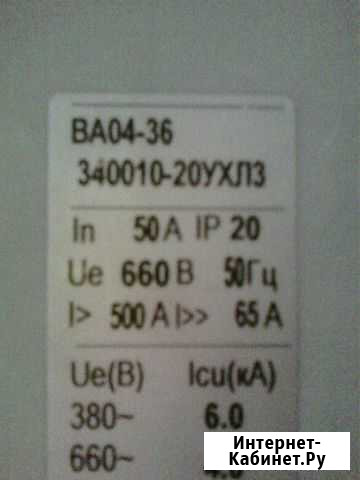 ВА04-36
340010-20УХЛ3
In 50 А IP 20
Ue 660 В 50Гц
I> 500 А I>> 65 А
Ue(В) Icu(кА)
380~ 6.0
660~
Интернет-
Кабинет.Ру